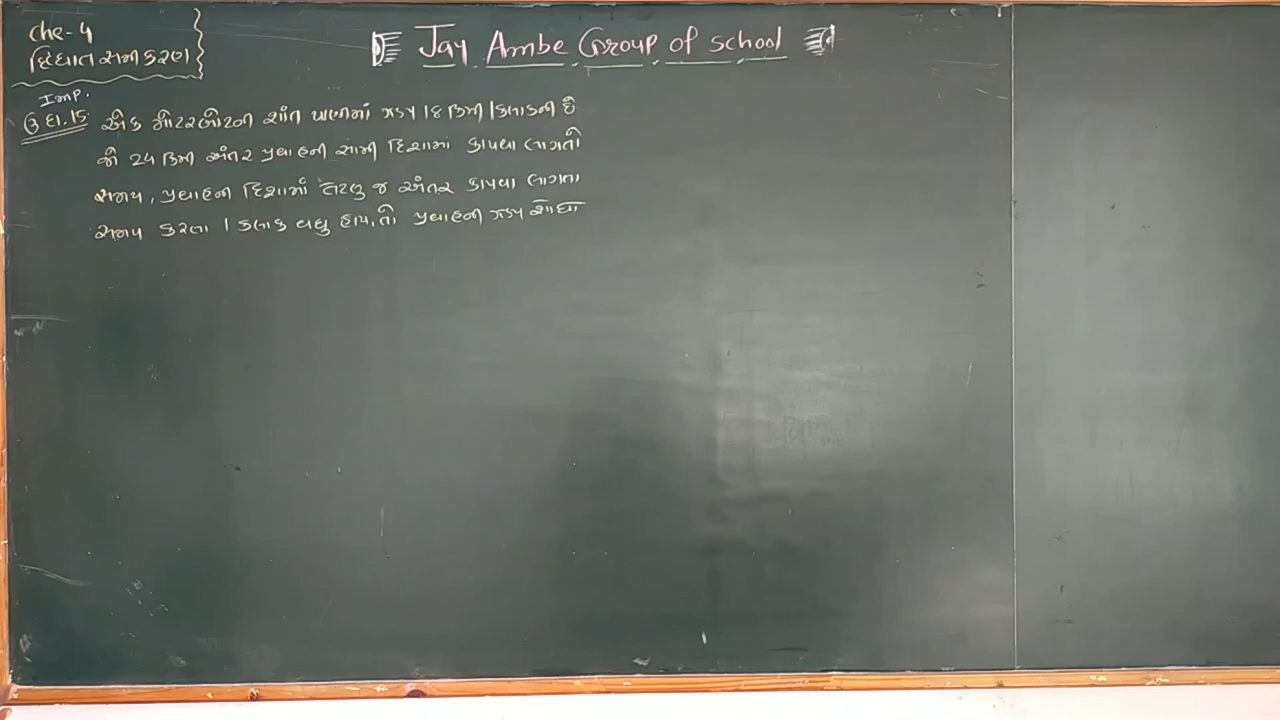 che-4
દ્વિઘાત સમીકરણ
Jay Ambe Group of school
Imp.
ઉદા.15 એક મોટરબોટની શાંત પાણીમાં ઝડપ 18 કિમી/કલાકની છે
જો 24 કિમી અંતર પ્રવાહની સામી દિશામાં કાપવા લાગતો
સમય, પ્રવાહની દિશામાં તેટલુ જ અંતર કાપવા લાગતા
સમય કરતા 1 કલાક વધુ હોય, તો પ્રવાહની ઝડપ શોધો